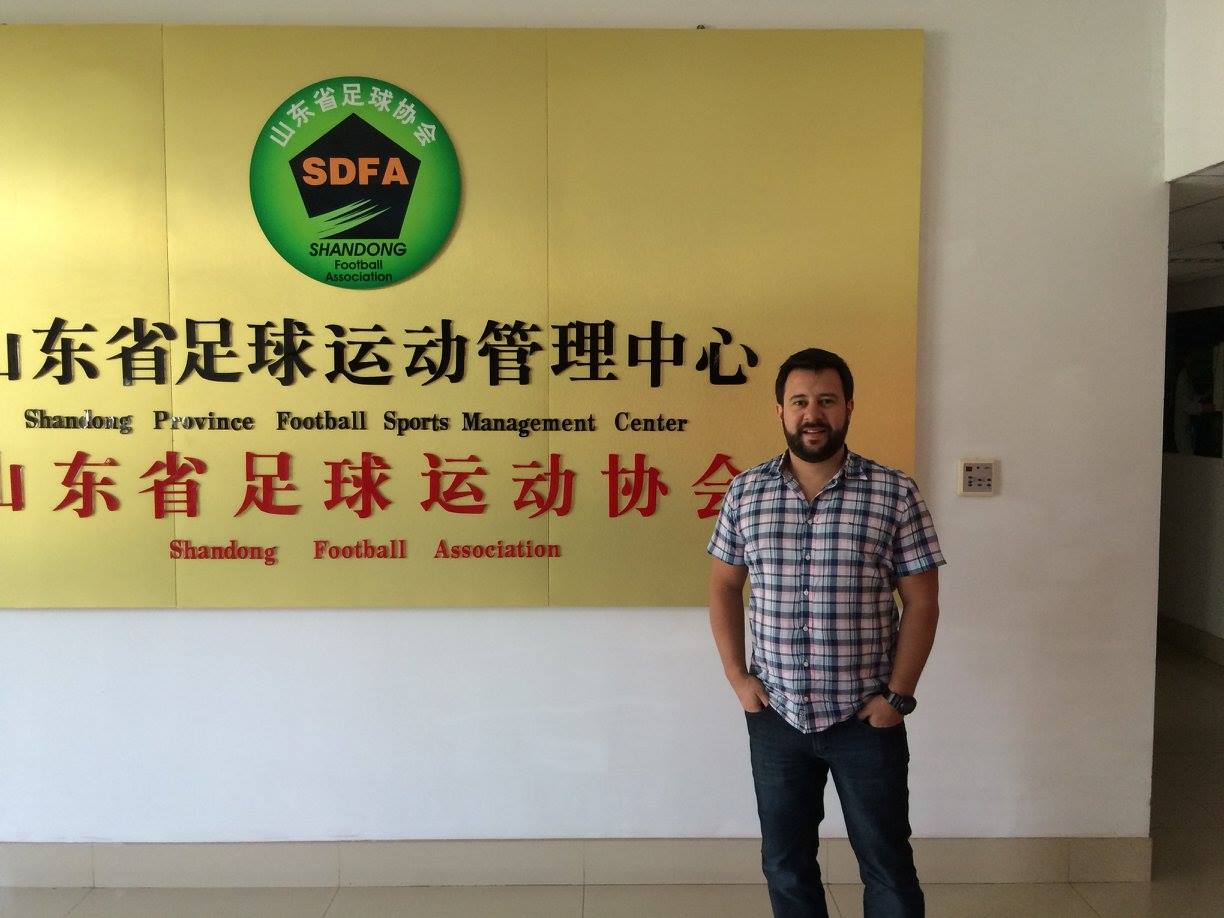 山东省足球协会
SDFA
SHANDONG
Football
Association
山东省足球运动管理中心
Shandong Province Football Sports Management Center
山东省足球运动协会
Shandong Football Association